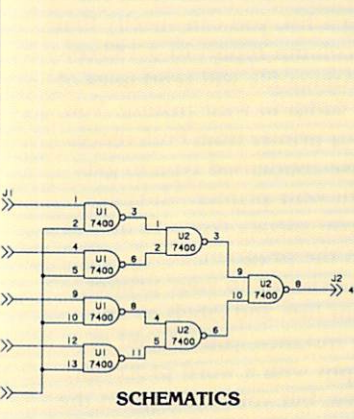 J1
1 3
U1
2 7400 1 3
U2
4 2 7400
U1 6
5 7400 9
U2 8 J2
10 7400 4
9
U1 8 4
10 7400 U2 6
5 7400
12
U1 11
13 7400
SCHEMATICS